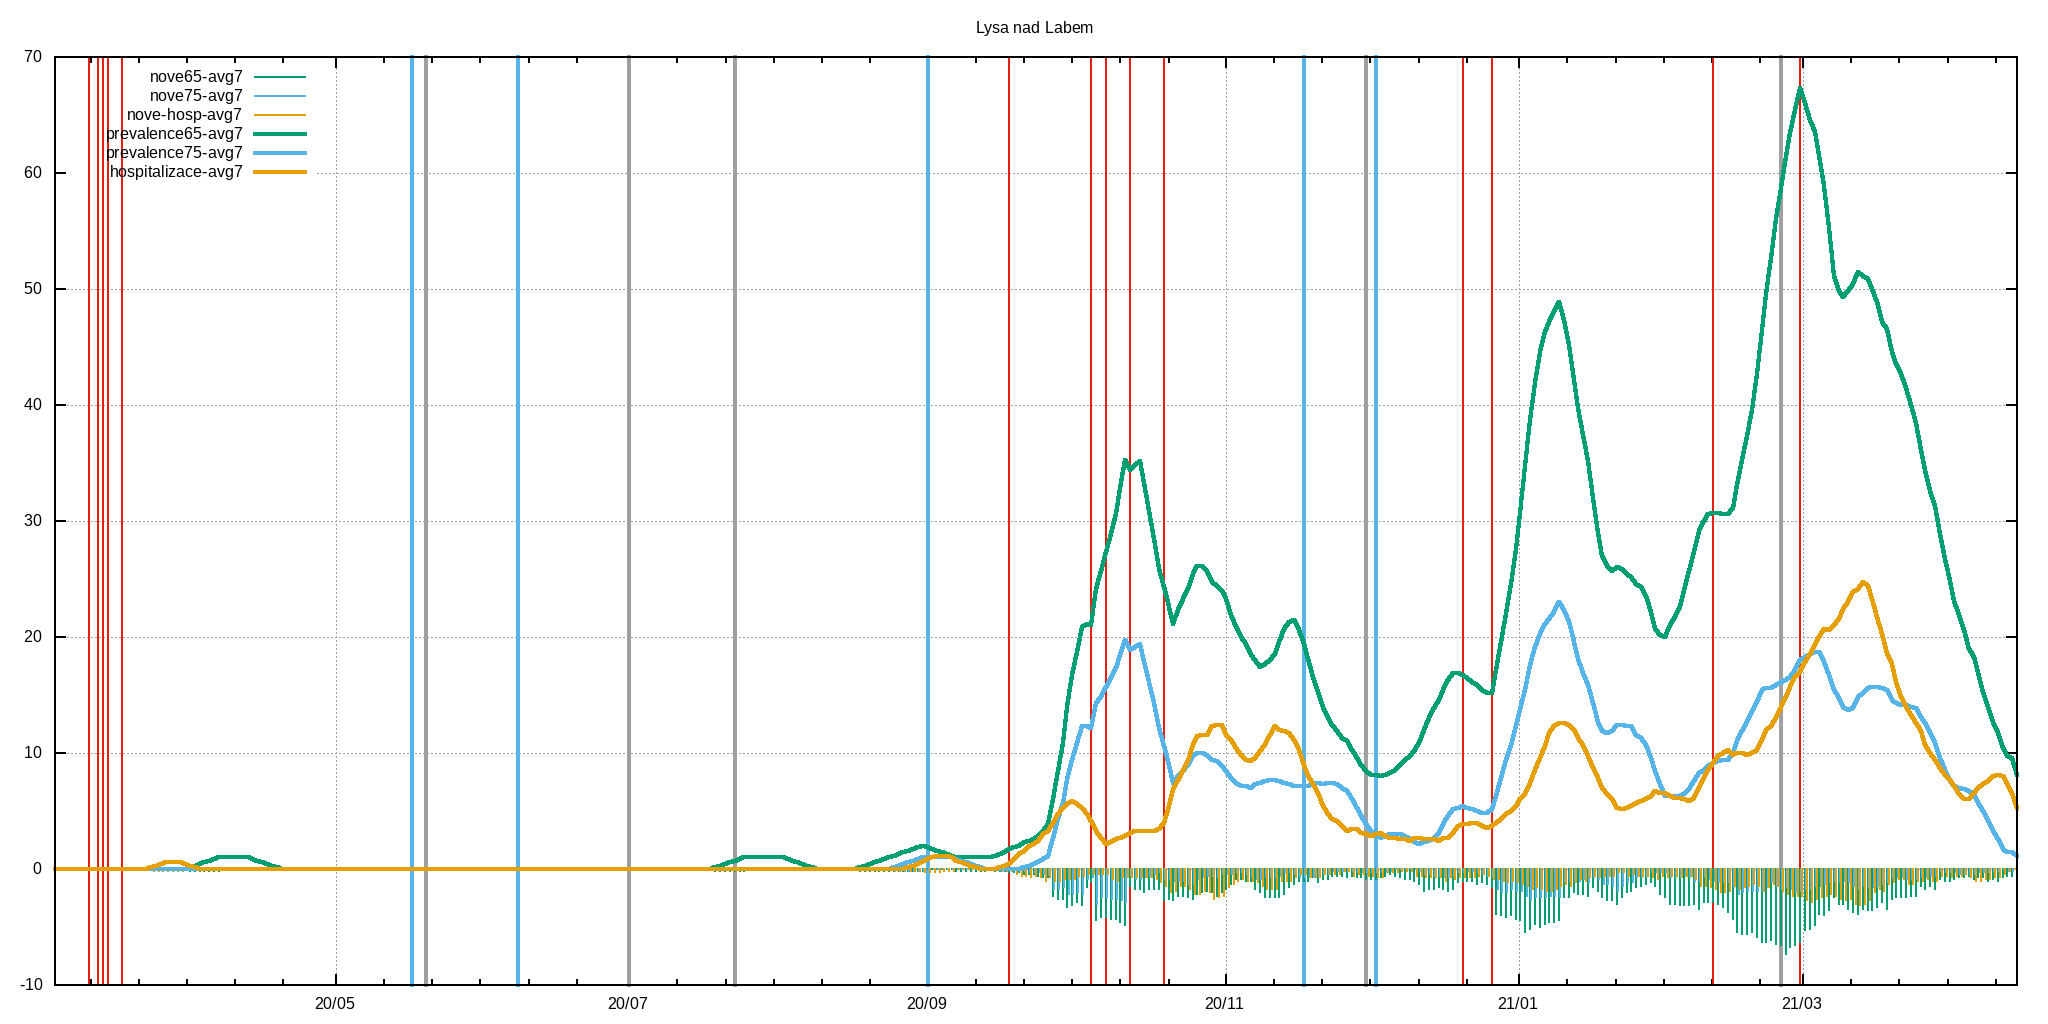 Lysa nad Labem
70
60
50
40
30
20
10
0
-10
nove65-avg7
nove75-avg7
nove-hosp-avg7
prevalence65-avg7
prevalence75-avg7
hospitalizace-avg7
20/05
20/07
20/09
20/11
21/01
21/03